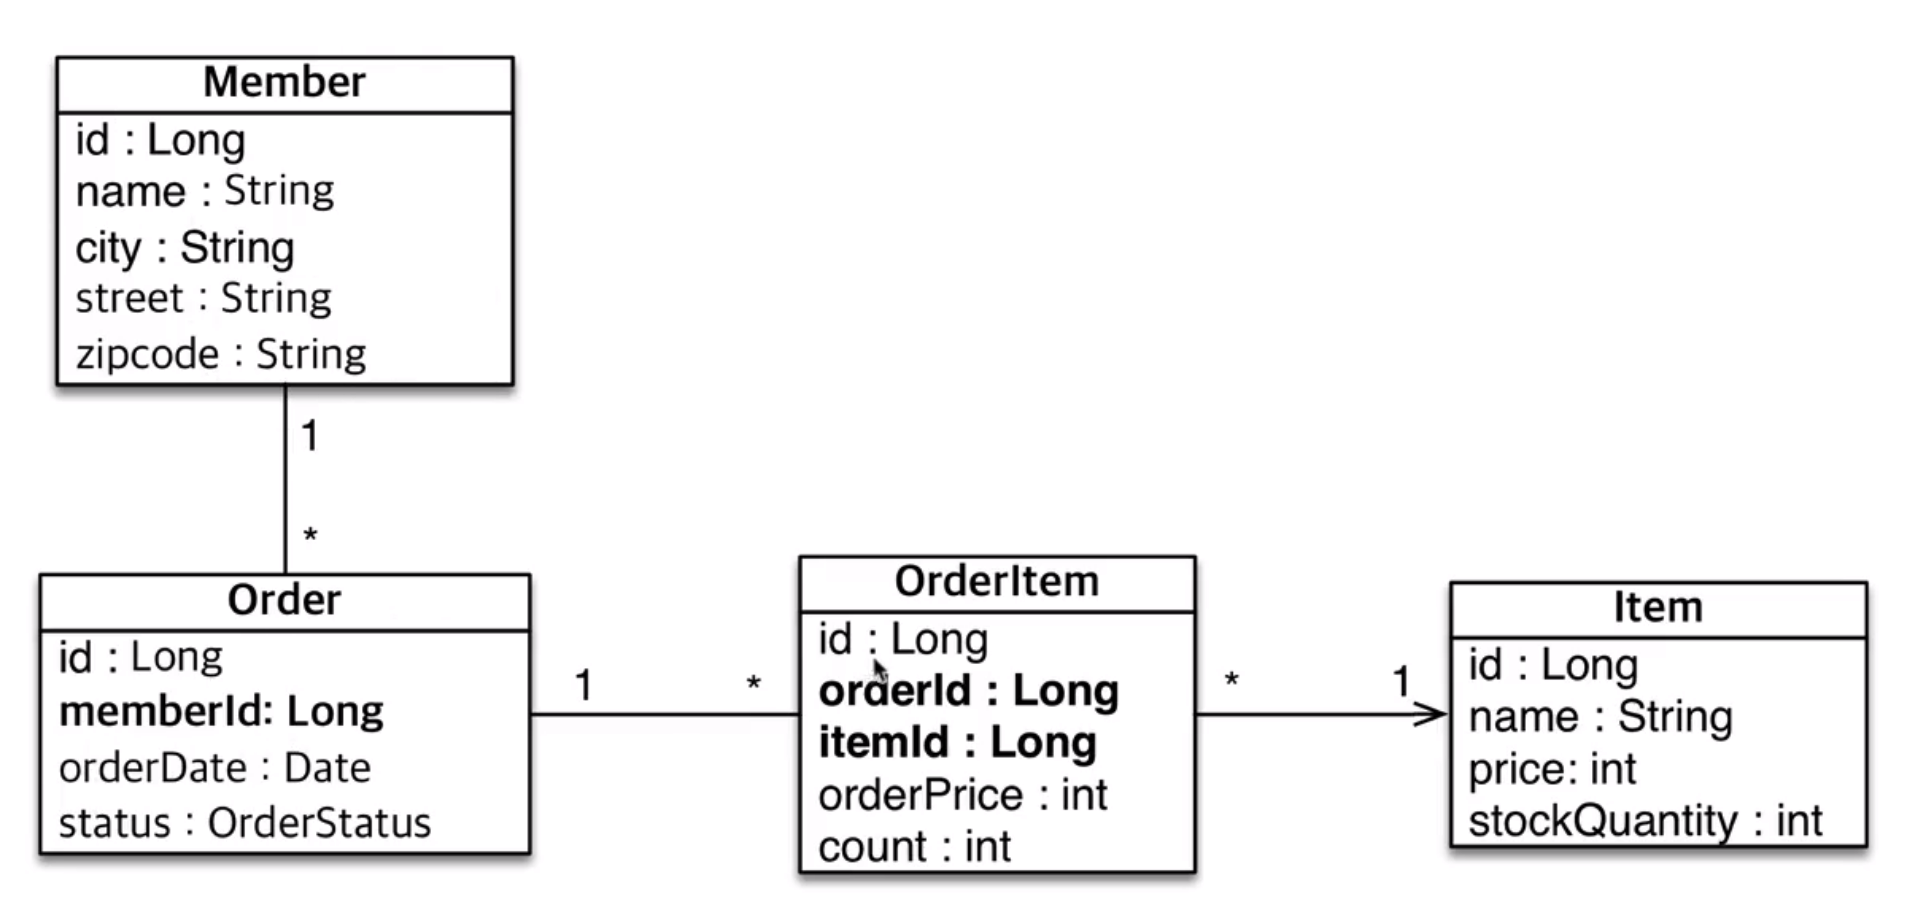 Member
id : Long
name : String
city : String
street : String
zipcode : String
1
*
Order
id : Long
memberId: Long
orderDate : Date
status : OrderStatus
1
*
OrderItem
id : Long
orderId : Long
itemId : Long
orderPrice : int
count : int
*
1
Item
id : Long
name : String
price: int
stockQuantity : int